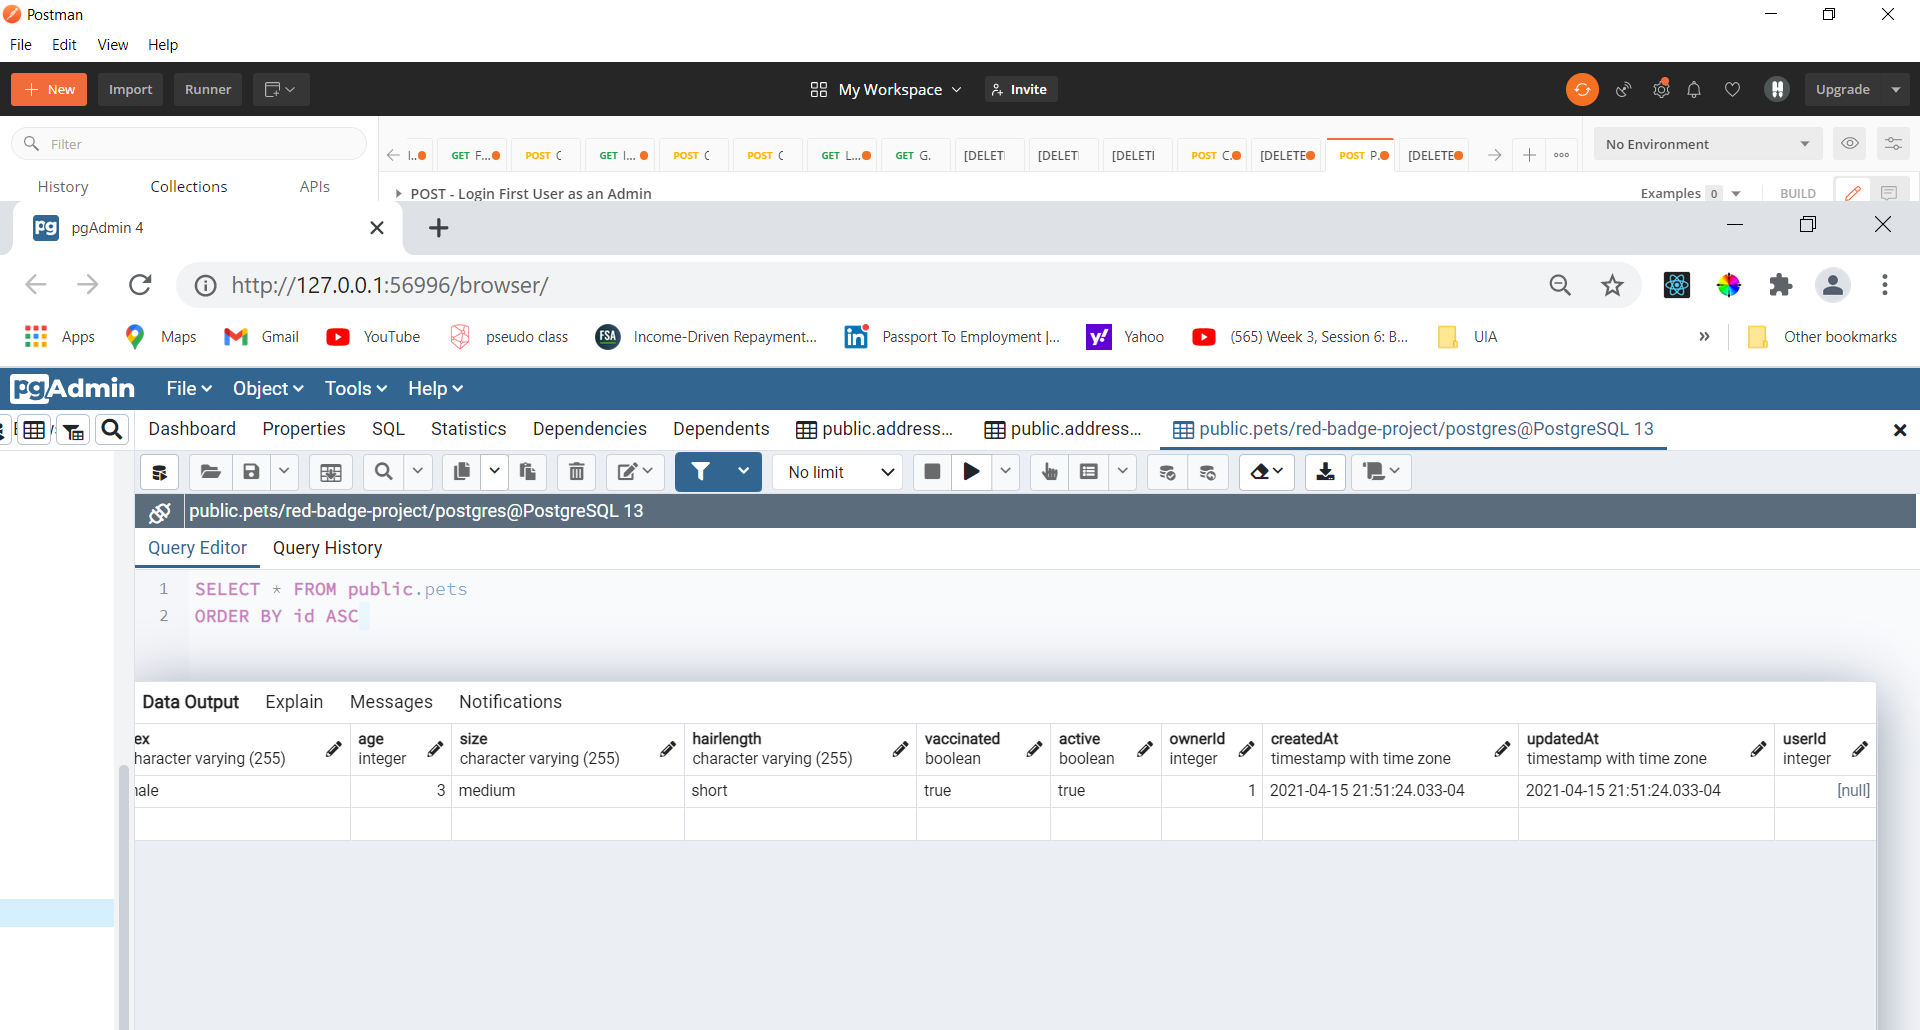 Postman
File Edit View Help
New Import Runner My Workspace Invite Upgrade
Filter
I.. GET F... POST C GET I... POST C POST C GET L... GET G. [DELETI [DELETI [DELETI POST C. [DELETE POST P. [DELETE No Environment
History Collections APIs
POST - Login First User as an Admin Examples 0 BUILD
pg pgAdmin 4
http://127.0.0.1:56996/browser/
Apps Maps Gmail YouTube pseudo class FSA Income-Driven Repayment... in Passport To Employment |... y! Yahoo (565) Week 3, Session 6: B... UIA » Other bookmarks
pgAdmin File Object Tools Help
Dashboard Properties SQL Statistics Dependencies Dependents public.address... public.address... public.pets/red-badge-project/postgres@PostgreSQL 13
No limit
public.pets/red-badge-project/postgres@PostgreSQL 13
Query Editor Query History
1 SELECT * FROM public.pets
2 ORDER BY id ASC
Data Output Explain Messages Notifications
ex age size hairlength vaccinated active ownerId createdAt updatedAt userId
haracter varying (255) integer character varying (255) character varying (255) boolean boolean integer timestamp with time zone timestamp with time zone integer
ale 3 medium short true true 1 2021-04-15 21:51:24.033-04 2021-04-15 21:51:24.033-04 [null]